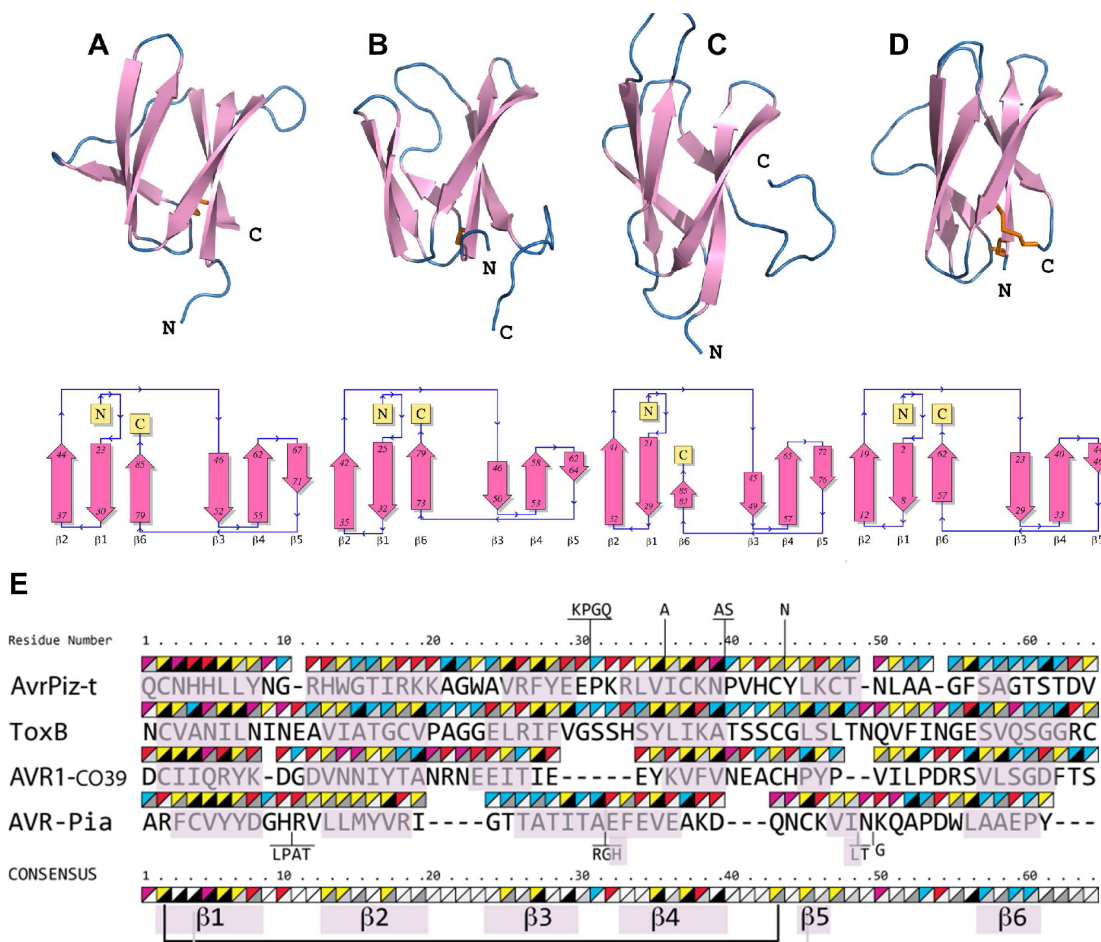 A
B
C
D
C
N
N
C
C
N
C
N
N C
44 23 85 46 62 67
71
37 30 79 52 55
β2 β1 β6 β3 β4 β5
N C
42 25 79 46 58 62
64
35 32 73 50 53
β2 β1 β6 β3 β4 β5
N
C
41 21 85 45 65 72
83 76
32 29 49 57
β2 β1 β6 β3 β4 β5
N C
19 2 62 23 40 44
46
12 8 57 29 33
β2 β1 β6 β3 β4 β5
E
KPGQ A AS N
Residue Number 1 . 10 . 20 . 30 . 40 . 50 . 60 .
AvrPiz-t QCNHHLLYNG-RHWGTIRKKAGWAVRFYEEPKRLVICKNPVHCYLKCT-NLAA-GFSAGTSTDV
ToxB NCVANILNINEAVIATGCVPAGGELRIFVGSSHSYLIKATSSCGLSLTNQVFINGESVQSGGRC
AVR1-CO39 DCIIQRYK-DGDVNNIYTANRNEEITIE-----EYKVFVNEACHPYP--VILPDRSVLSGDFTS
AVR-Pia ARFCVYYDGHRVLLMYVRI----GTTATITAEFEVEAKD---QNCKVINKQAPDWLAAEPY---
LPAT RGH LT G
CONSENSUS 1 . 10 . 20 . 30 . 40 . 50 . 60 .
β1 β2 β3 β4 β5 β6